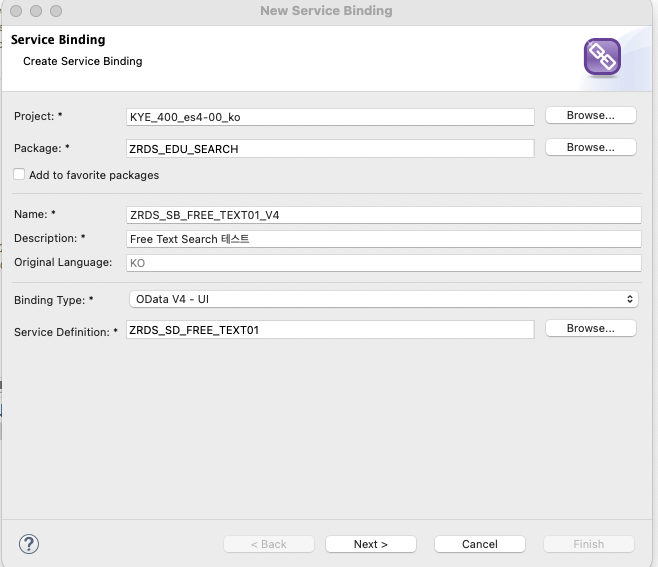 New Service Binding
Service Binding
Create Service Binding
Project: * KYE_400_es4-00_ko Browse...
Package: * ZRDS_EDU_SEARCH Browse...
Add to favorite packages
Name: * ZRDS_SB_FREE_TEXT01_V4
Description: * Free Text Search 테스트
Original Language: KO
Binding Type: * OData V4 - UI
Service Definition: * ZRDS_SD_FREE_TEXT01 Browse...
? < Back Next > Cancel Finish